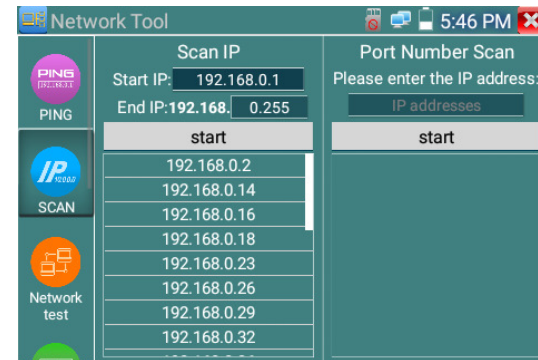 Network Tool
5:46 PM
PING
PING
SCAN
IP
Network
test
Scan IP
Start IP: 192.168.0.1
End IP:192.168. 0.255
start
192.168.0.2
192.168.0.14
192.168.0.16
192.168.0.18
192.168.0.23
192.168.0.26
192.168.0.29
192.168.0.32
Port Number Scan
Please enter the IP address:
IP addresses
start